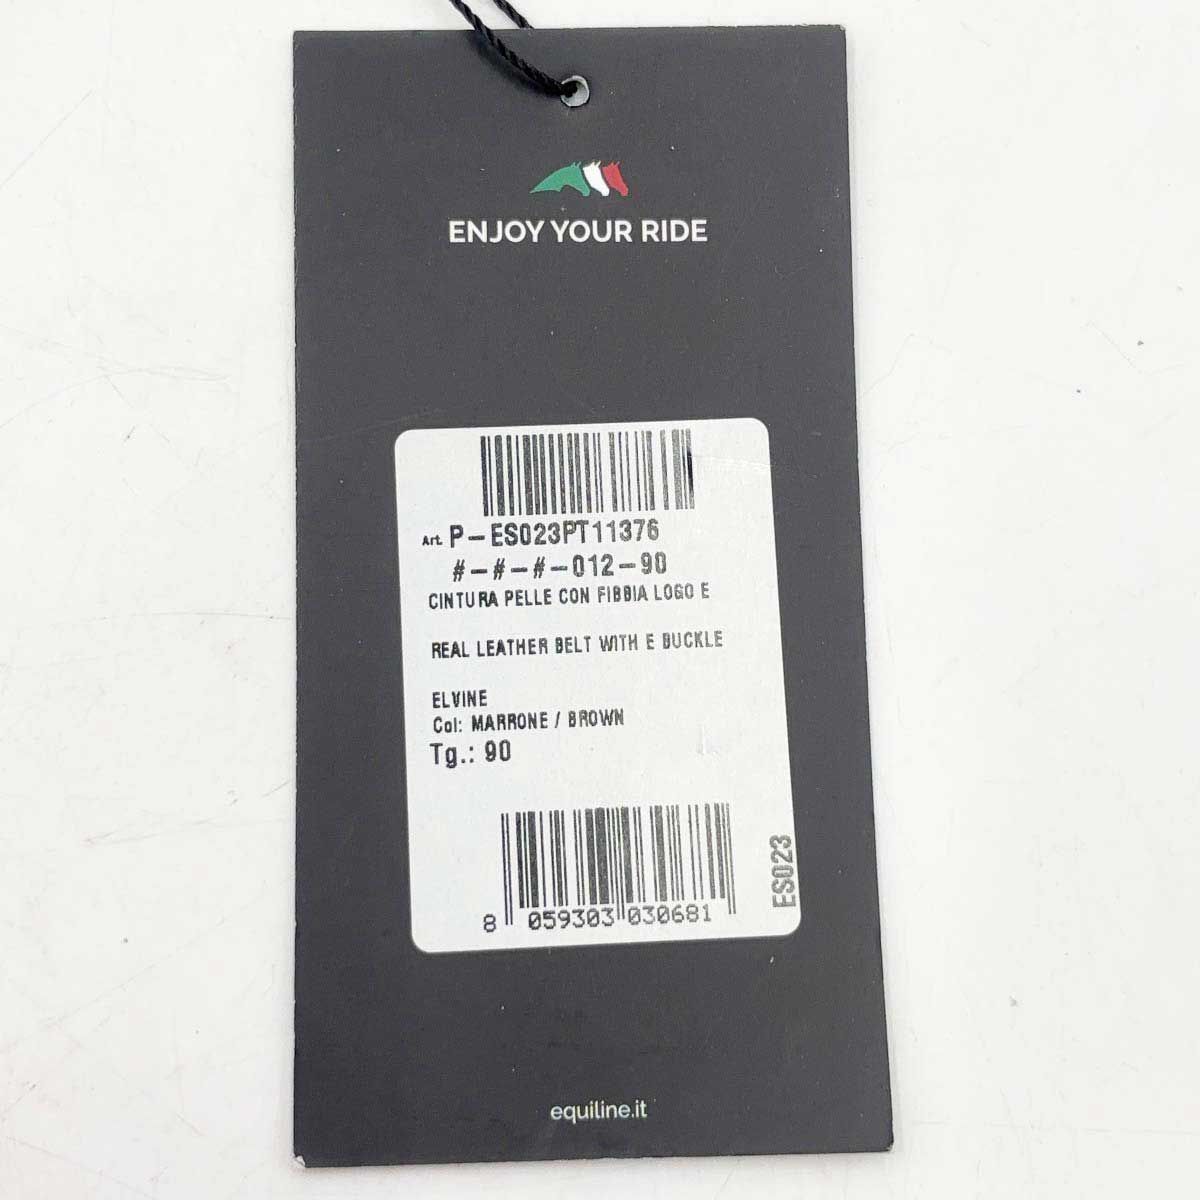 ENJOY YOUR RIDE
Art. P-ES023PT11376
#-#-#-012-90
CINTURA PELLE CON FIBBIA LOGO E
REAL LEATHER BELT WITH E BUCKLE
ELVINE
Col: MARRONE / BROWN
Tg.: 90
8 059303 030681
ES023
equiline.it